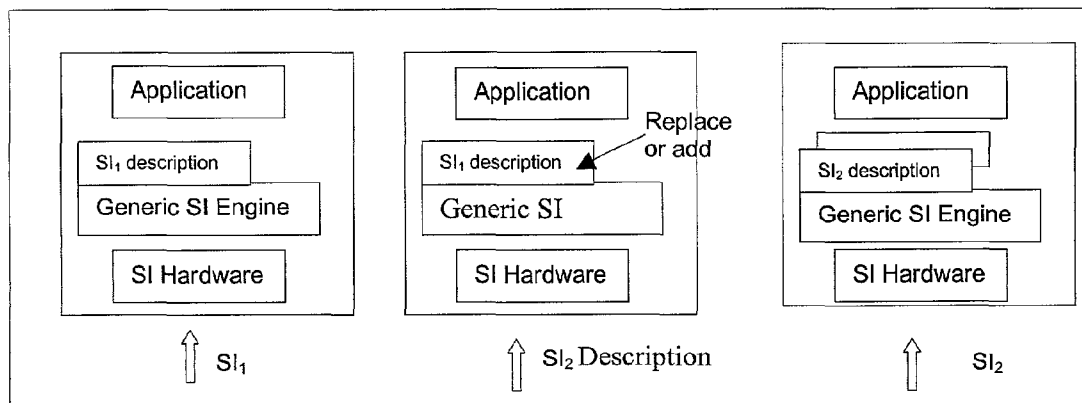 Application
SI₁ description
Generic SI Engine
SI Hardware
SI₁
Application
Replace
or add
SI₁ description
Generic SI
SI Hardware
SI₂ Description
Application
SI₂ description
Generic SI Engine
SI Hardware
SI₂